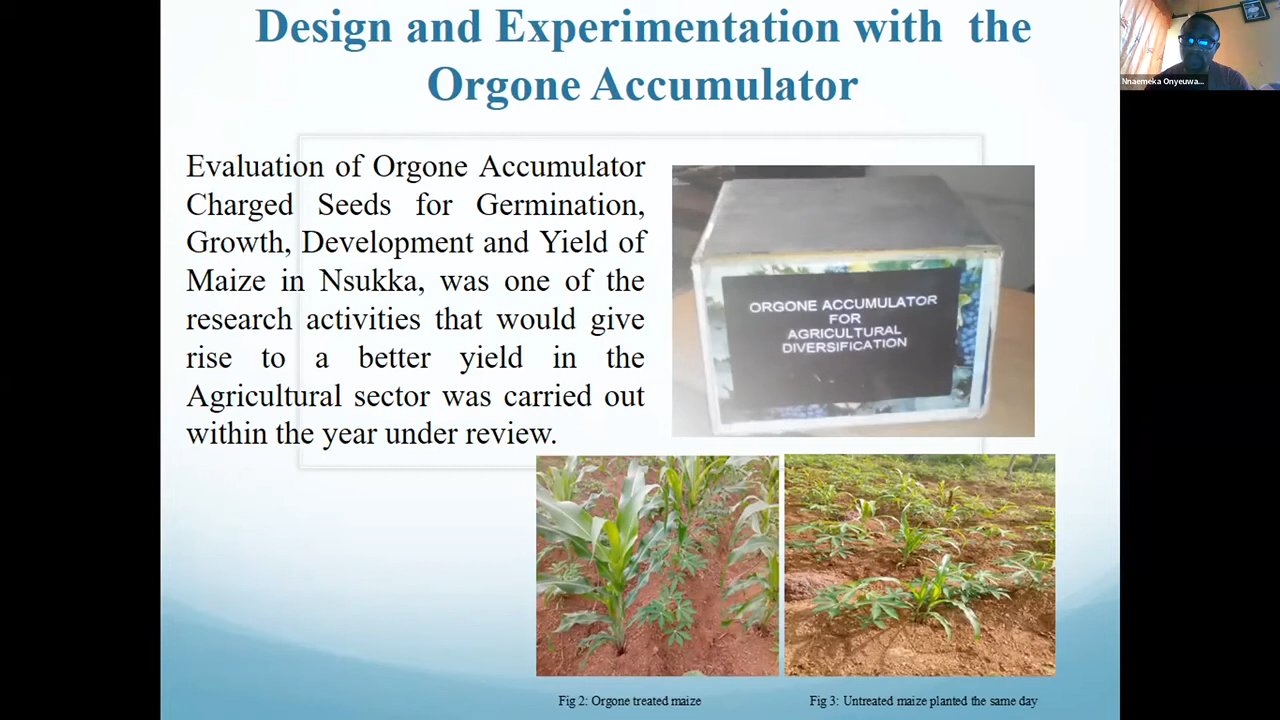 Design and Experimentation with the
Orgone Accumulator
Nnaemeka Onyeuwa...
Evaluation of Orgone Accumulator
Charged Seeds for Germination,
Growth, Development and Yield of
Maize in Nsukka, was one of the
research activities that would give
rise to a better yield in the
Agricultural sector was carried out
within the year under review.
ORGONE ACCUMULATOR
FOR
AGRICULTURAL
DIVERSIFICATION
Fig 2: Orgone treated maize
Fig 3: Untreated maize planted the same day